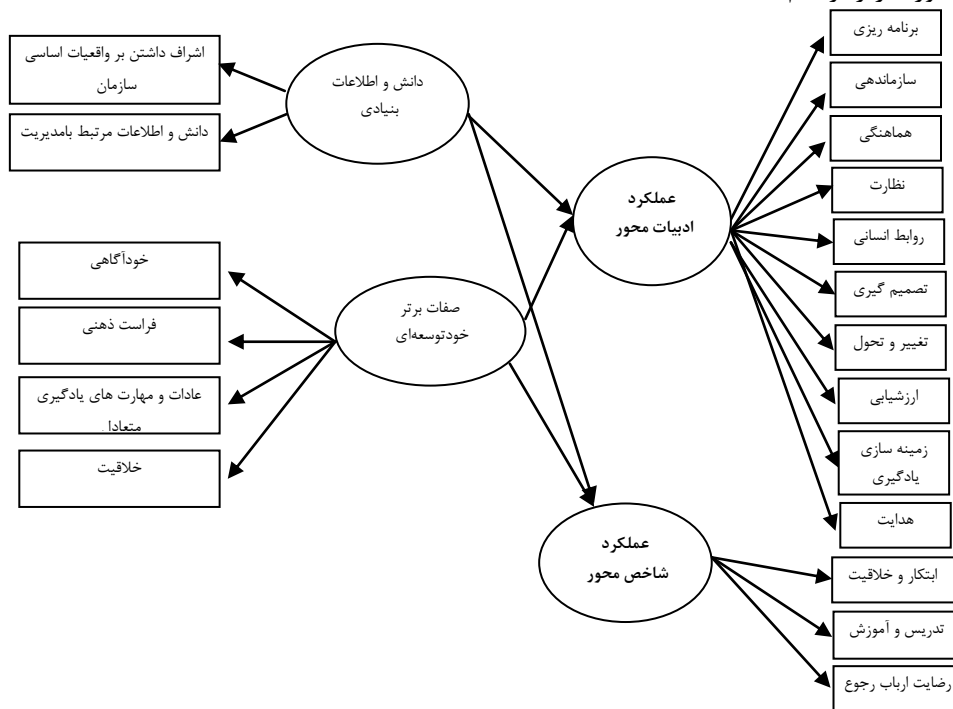 برنامه ریزی
سازماندهی
هماهنگی
نظارت
روابط انسانی
تصمیم گیری
تغییر و تحول
ارزشیابی
زمینه سازی
یادگیری
هدایت
ابتکار و خلاقیت
تدریس و آموزش
رضایت ارباب رجوع
عملکرد
ادبیات محور
عملکرد
شاخص محور
دانش و اطلاعات
بنیادی
صفات برتر
خودتوسعه‌ای
اشراف داشتن بر واقعیات اساسی
سازمان
دانش و اطلاعات مرتبط بامدیریت
خودآگاهی
فراست ذهنی
عادات و مهارت های یادگیری
متعادل
خلاقیت